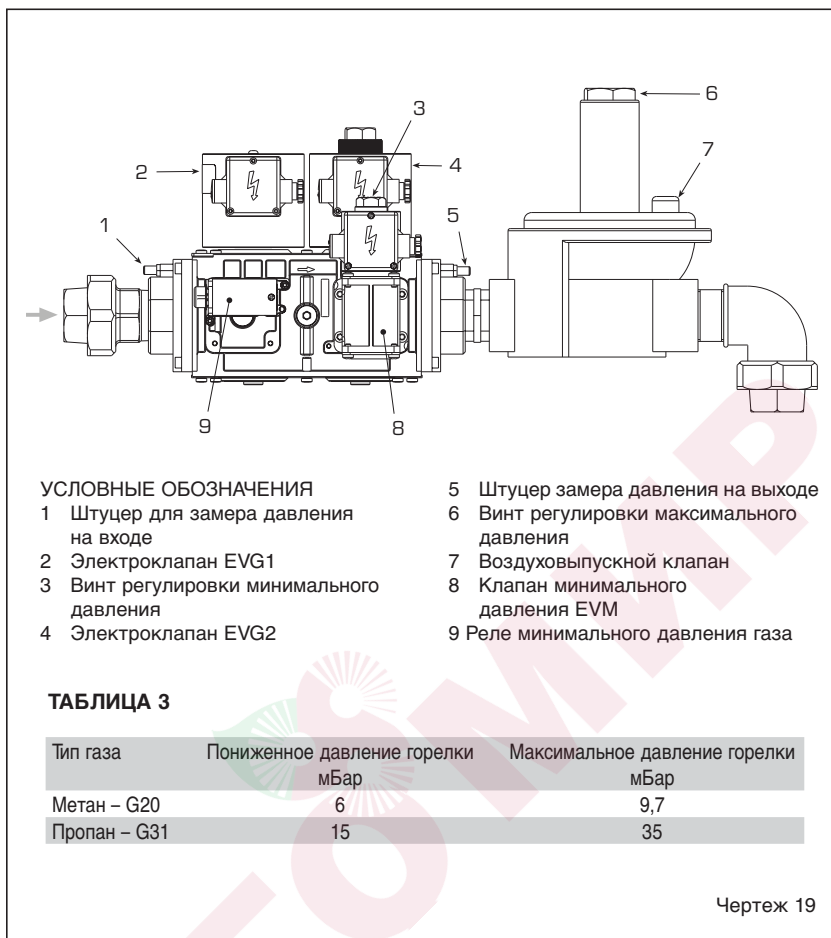 3
6
2
4
7
1
5
9
8
УСЛОВНЫЕ ОБОЗНАЧЕНИЯ
1 Штуцер для замера давления
на входе
2 Электроклапан EVG1
3 Винт регулировки минимального
давления
4 Электроклапан EVG2
5 Штуцер замера давления на выходе
6 Винт регулировки максимального
давления
7 Воздуховыпускной клапан
8 Клапан минимального
давления EVM
9 Реле минимального давления газа
ТАБЛИЦА 3
Тип газа Пониженное давление горелки Максимальное давление горелки
мБар мБар
Метан – G20 6 9,7
Пропан – G31 15 35
Чертеж 19